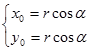 x₀ = r cos α
y₀ = r cos α